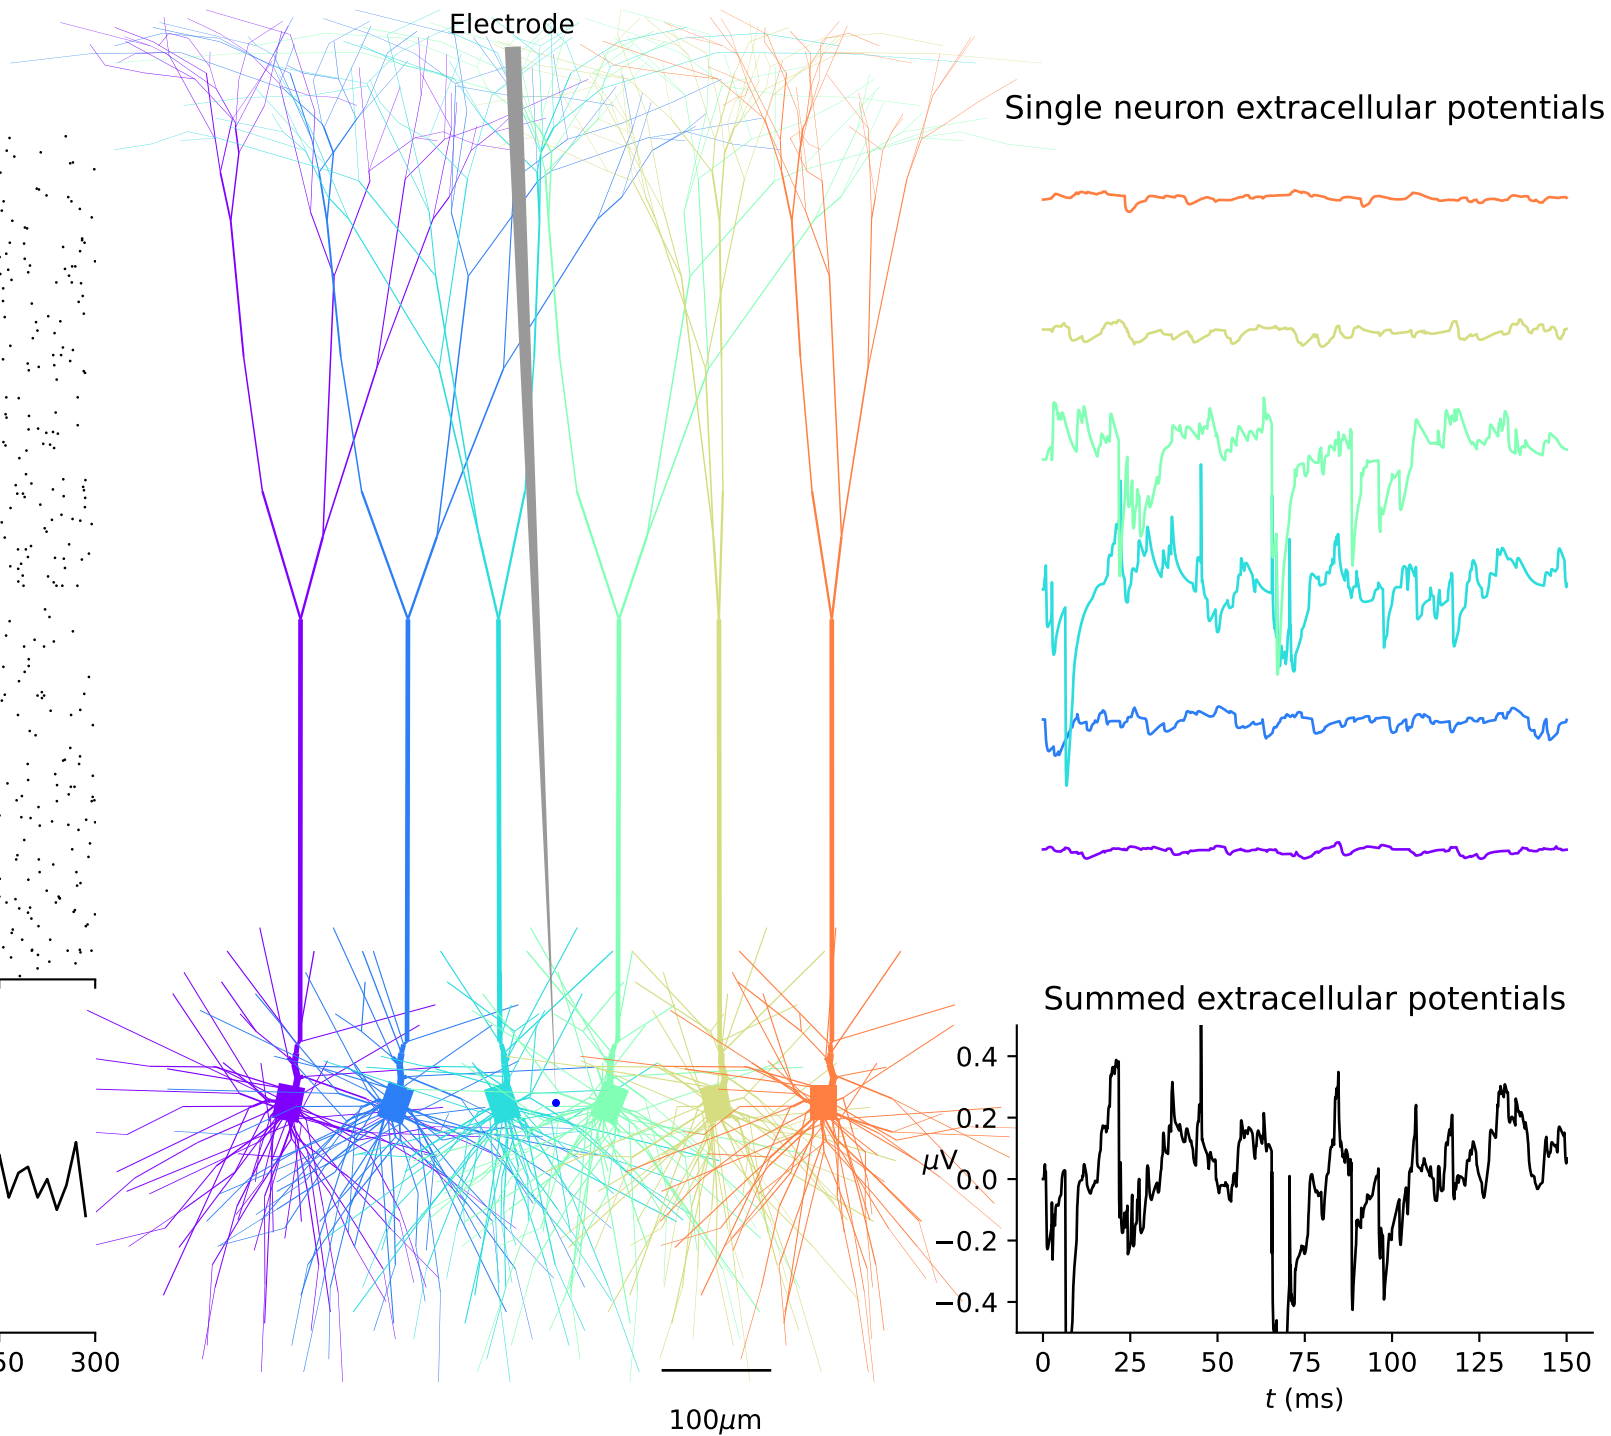 Electrode
Single neuron extracellular potentials
Summed extracellular potentials
0.4
0.2
µV
0.0
−0.2
−0.4
0 25 50 75 100 125 150
t (ms)
300
100µm